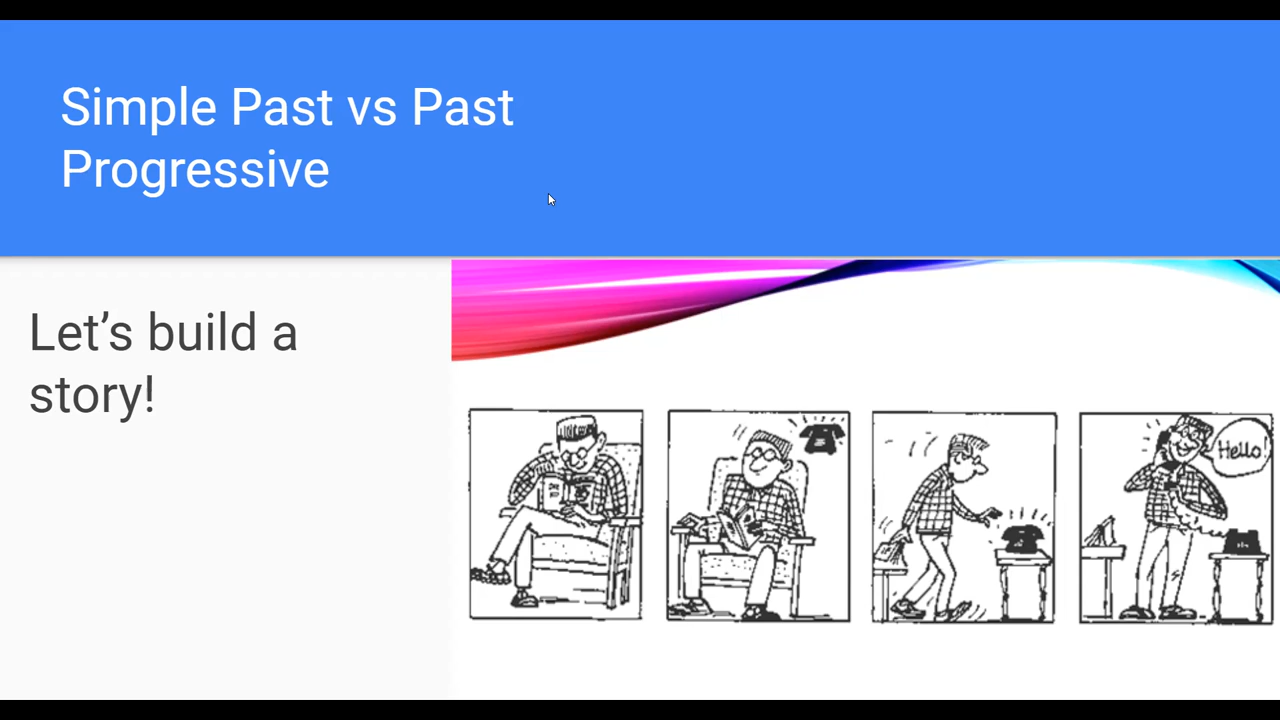 Simple Past vs Past
Progressive
Let’s build a
story!
Hello!